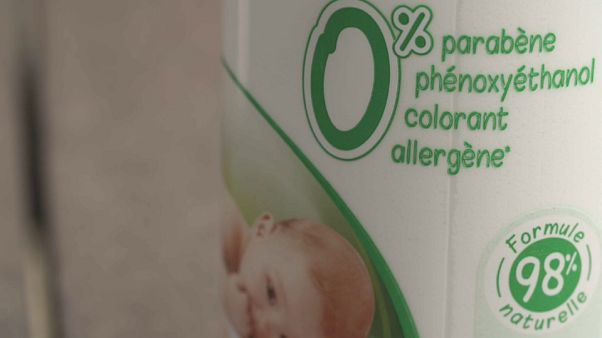 0% parabène
phénoxyéthanol
colorant
allergène*
Formule
98%
naturelle